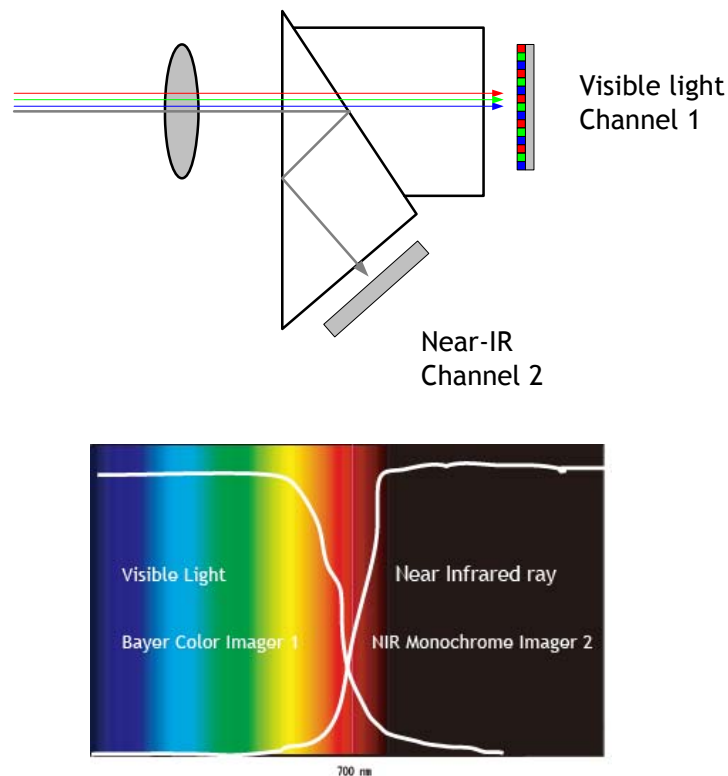 Visible light
Channel 1
Near-IR
Channel 2
Visible Light
Near Infrared ray
Bayer Color Imager 1
NIR Monochrome Imager 2
700 nm